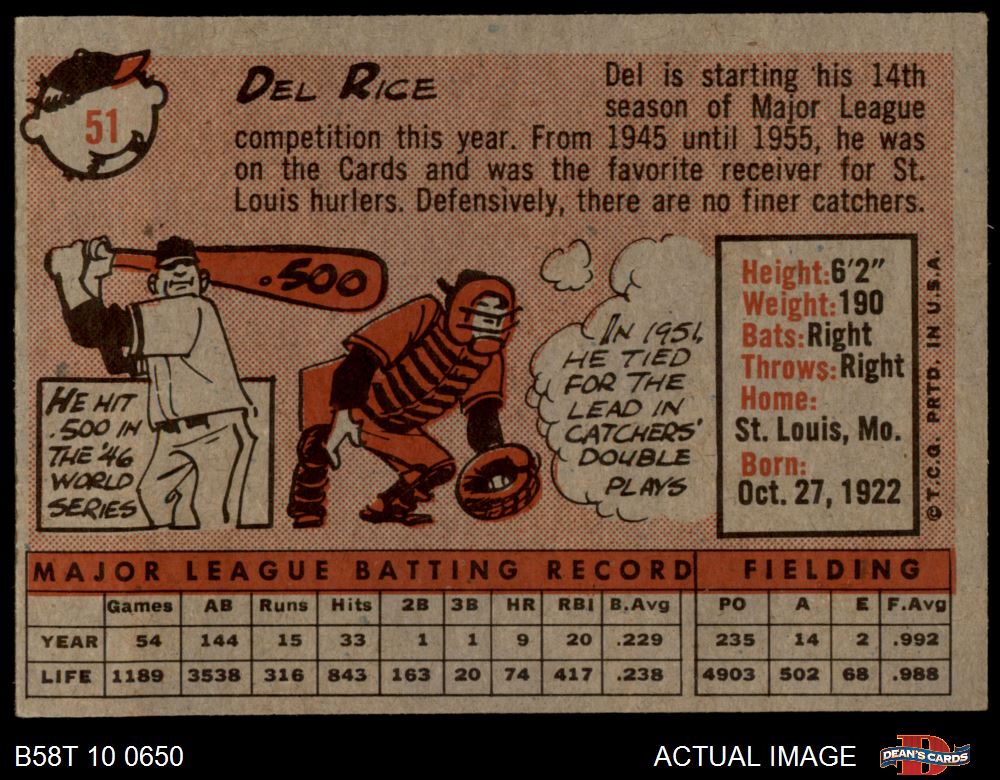 51
DEL RICE
Del is starting his 14th
season of Major League
competition this year. From 1945 until 1955, he was
on the Cards and was the favorite receiver for St.
Louis hurlers. Defensively, there are no finer catchers.
.500
HE HIT
.500 IN
THE '46
WORLD
SERIES
IN 1951,
HE TIED
FOR THE
LEAD IN
CATCHERS'
DOUBLE
PLAYS
Height: 6'2"
Weight: 190
Bats: Right
Throws: Right
Home:
St. Louis, Mo.
Born:
Oct. 27, 1922
© T.C.G. PRTD. IN U.S.A.
MAJOR LEAGUE BATTING RECORD FIELDING
Games AB Runs Hits 2B 3B HR RBI B.Avg PO A E F.Avg
YEAR 54 144 15 33 1 1 9 20 .229 235 14 2 .992
LIFE 1189 3538 316 843 163 20 74 417 .238 4903 502 68 .988
B58T 10 0650 ACTUAL IMAGE DEAN'S CARDS